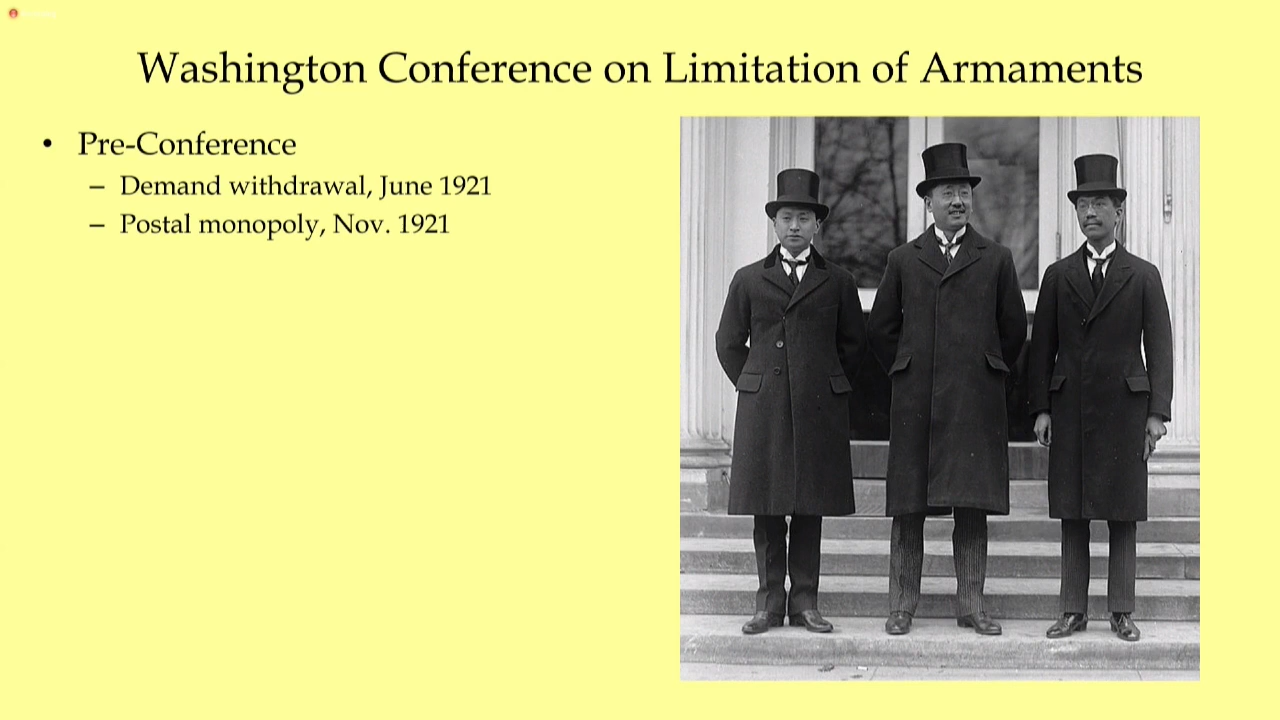 Washington Conference on Limitation of Armaments
• Pre-Conference
– Demand withdrawal, June 1921
– Postal monopoly, Nov. 1921